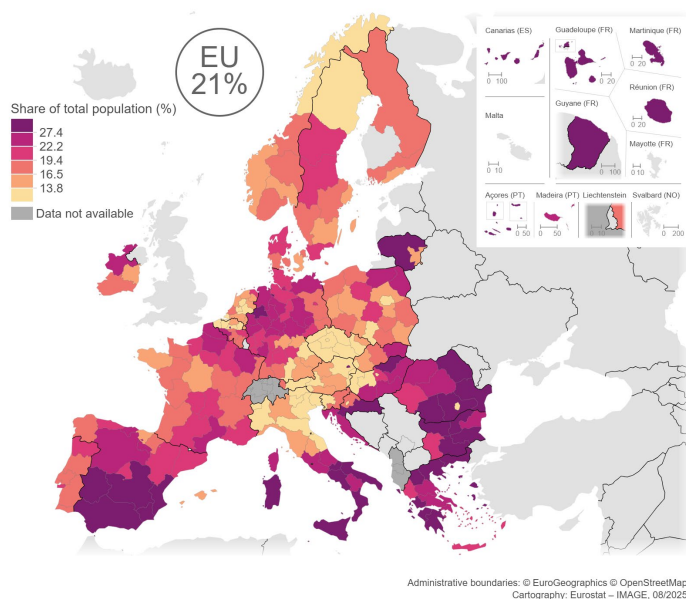 EU
21%
Share of total population (%)
27.4
22.2
19.4
16.5
13.8
Data not available
Canarias (ES)
0 100
Guadeloupe (FR)
0 20
Martinique (FR)
0 20
Guyane (FR)
0 100
Réunion (FR)
0 20
Malta
0 10
Mayotte (FR)
0 10
Açores (PT)
0 50
Madeira (PT)
0 50
Liechtenstein
0 10
Svalbard (NO)
0 200
Administrative boundaries: © EuroGeographics © OpenStreetMap
Cartography: Eurostat – IMAGE, 08/2025